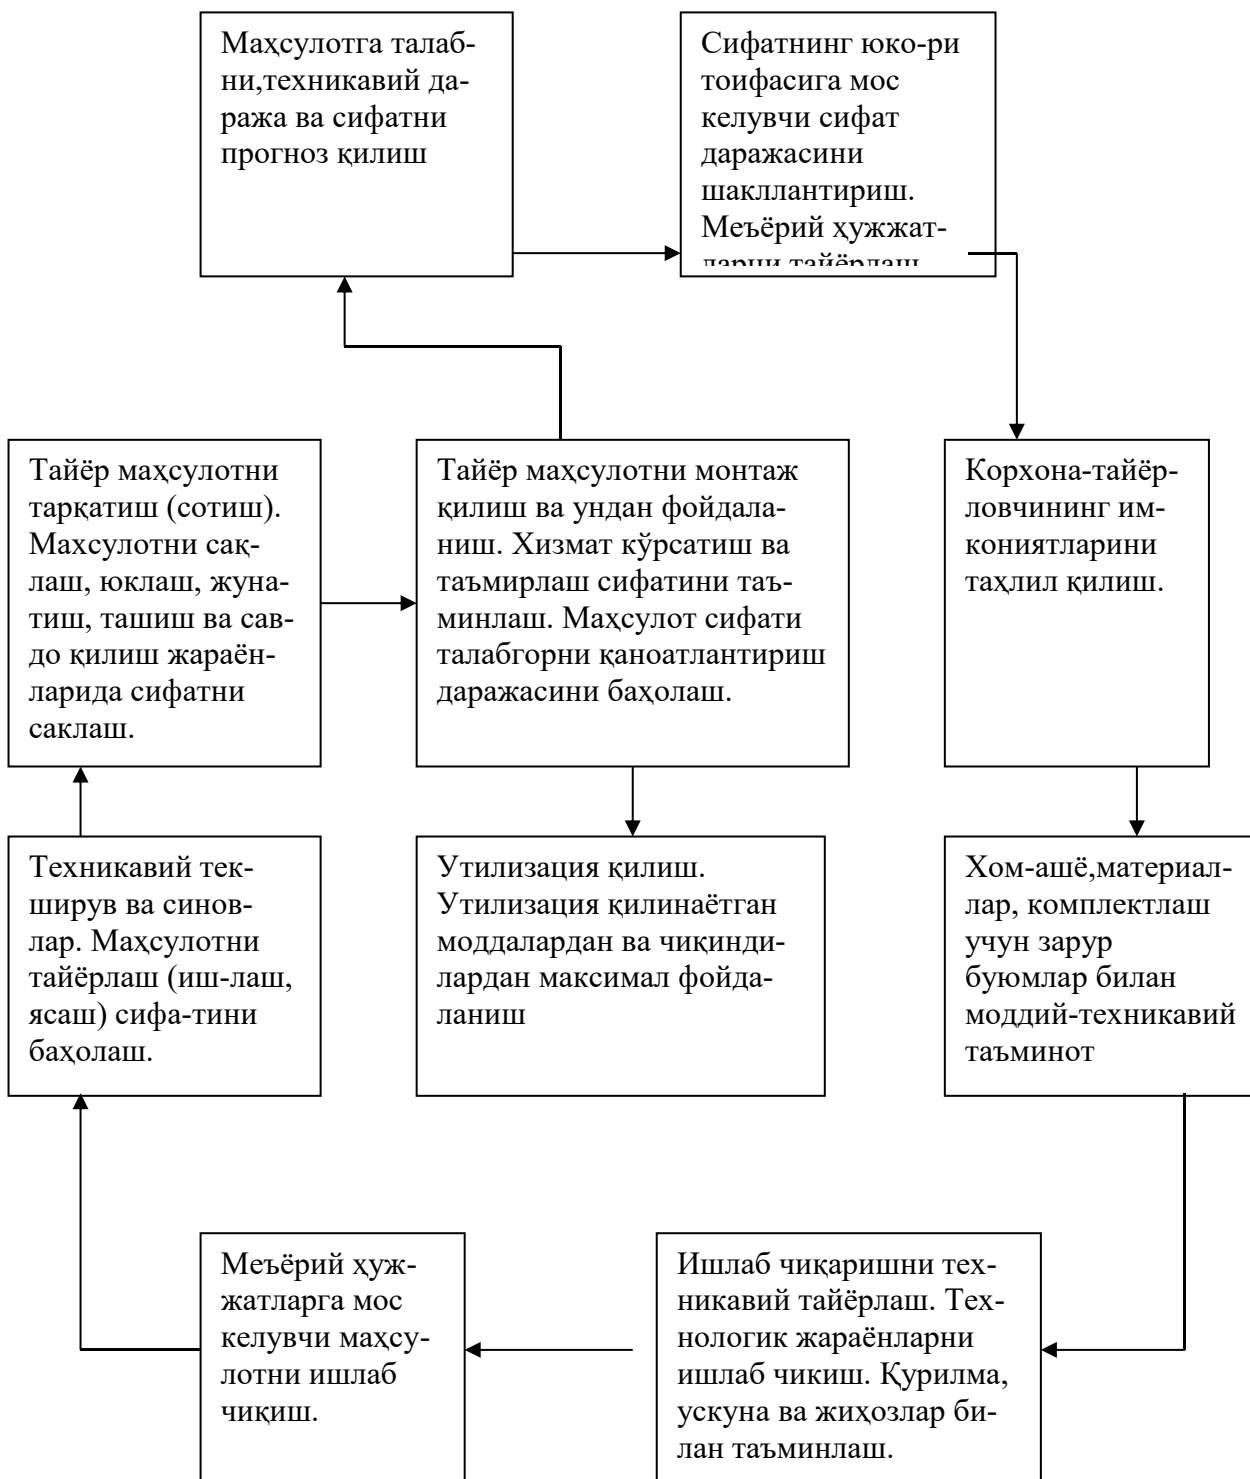 Маҳсулотга талаб-
ни,техникавий да-
ража ва сифатни
прогноз қилиш
Сифатнинг юко-ри
тоифасига мос
келувчи сифат
даражасини
шакллантириш.
Меъёрий ҳужжат-
ларни тайёрлаш
Тайёр маҳсулотни
тарқатиш (сотиш).
Махсулотни сақ-
лаш, юклаш, жуна-
тиш, ташиш ва сав-
до қилиш жараён-
ларида сифатни
саклаш.
Тайёр маҳсулотни монтаж
қилиш ва ундан фойдала-
ниш. Хизмат кўрсатиш ва
таъмирлаш сифатини таъ-
минлаш. Маҳсулот сифати
талабгорни қаноатлантириш
даражасини баҳолаш.
Корхона-тайёр-
ловчининг им-
кониятларини
таҳлил қилиш.
Техникавий тек-
ширув ва синов-
лар. Маҳсулотни
тайёрлаш (иш-лаш,
ясаш) сифа-тини
баҳолаш.
Утилизация қилиш.
Утилизация қилинаётган
моддалардан ва чиқинди-
лардан максимал фойда-
ланиш
Хом-ашё,материал-
лар, комплектлаш
учун зарур
буюмлар билан
моддий-техникавий
таъминот
Меъёрий ҳуж-
жатларга мос
келувчи маҳсу-
лотни ишлаб
чиқиш.
Ишлаб чиқаришни тех-
никавий тайёрлаш. Тех-
нологик жараёнларни
ишлаб чикиш. Қурилма,
ускуна ва жиҳозлар би-
лан таъминлаш.